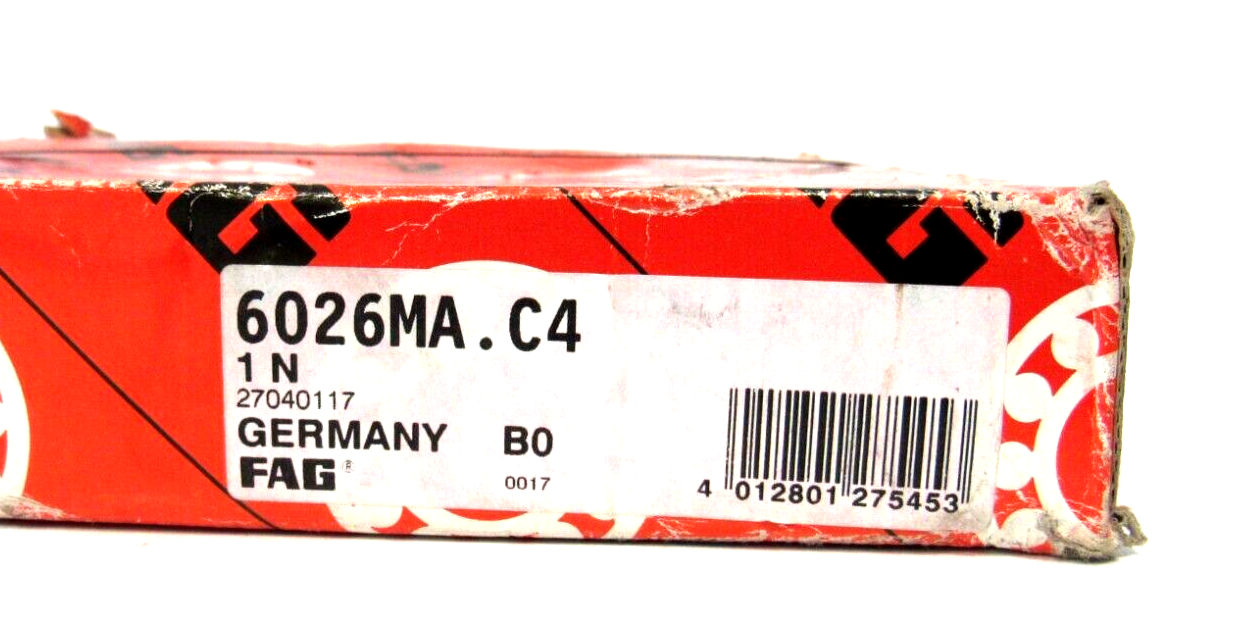 6026MA.C4
1 N
27040117
GERMANY B0
FAG®
0017
4 012801 275453